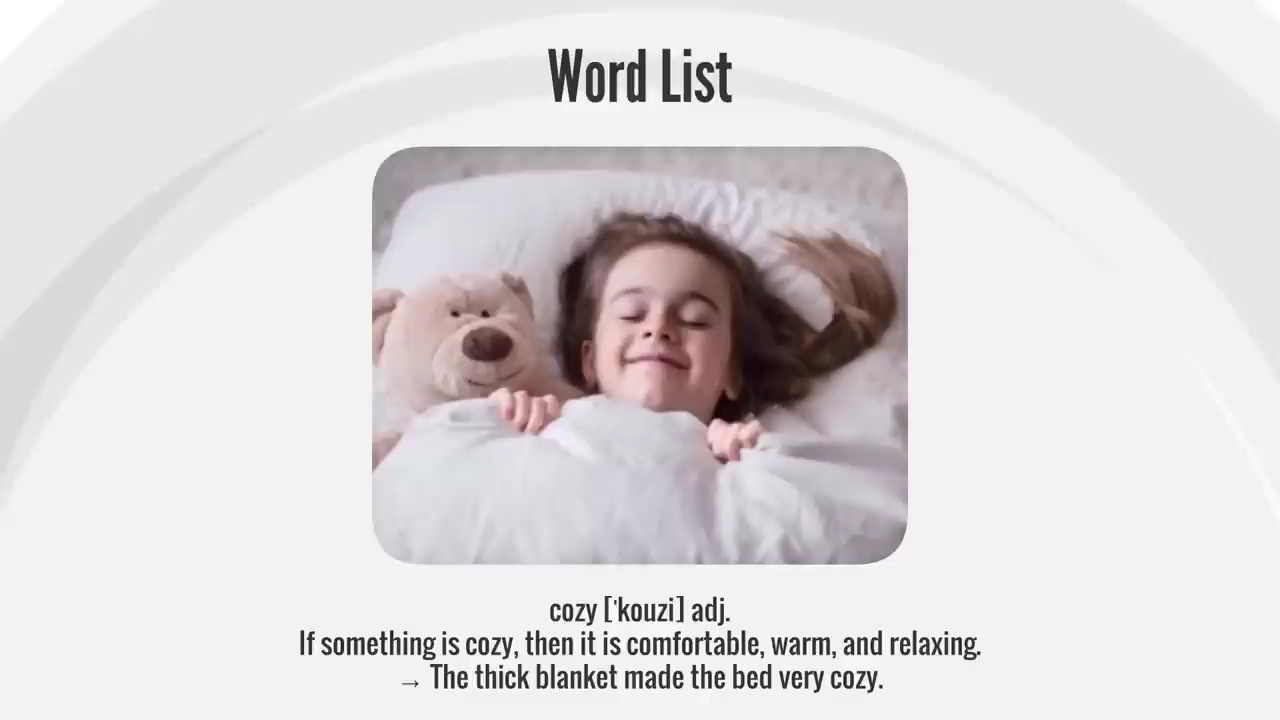 Word List
cozy ['kouzi] adj.
If something is cozy, then it is comfortable, warm, and relaxing.
→ The thick blanket made the bed very cozy.